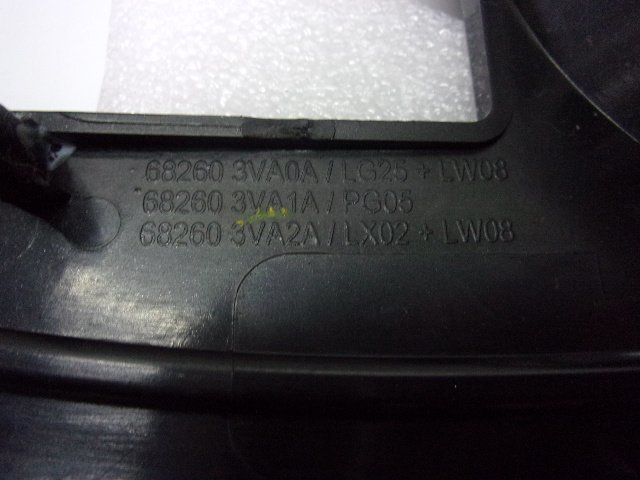 68260 3VA0A / LG25 + LW08
68260 3VA1A / PG05
68260 3VA2A / LX02 + LW08